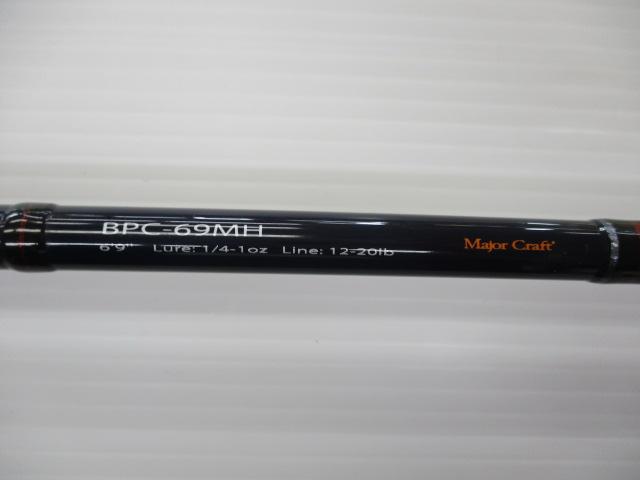 BPC-69MH
6'9" Lure: 1/4-1oz Line: 12-20lb
Major Craft®